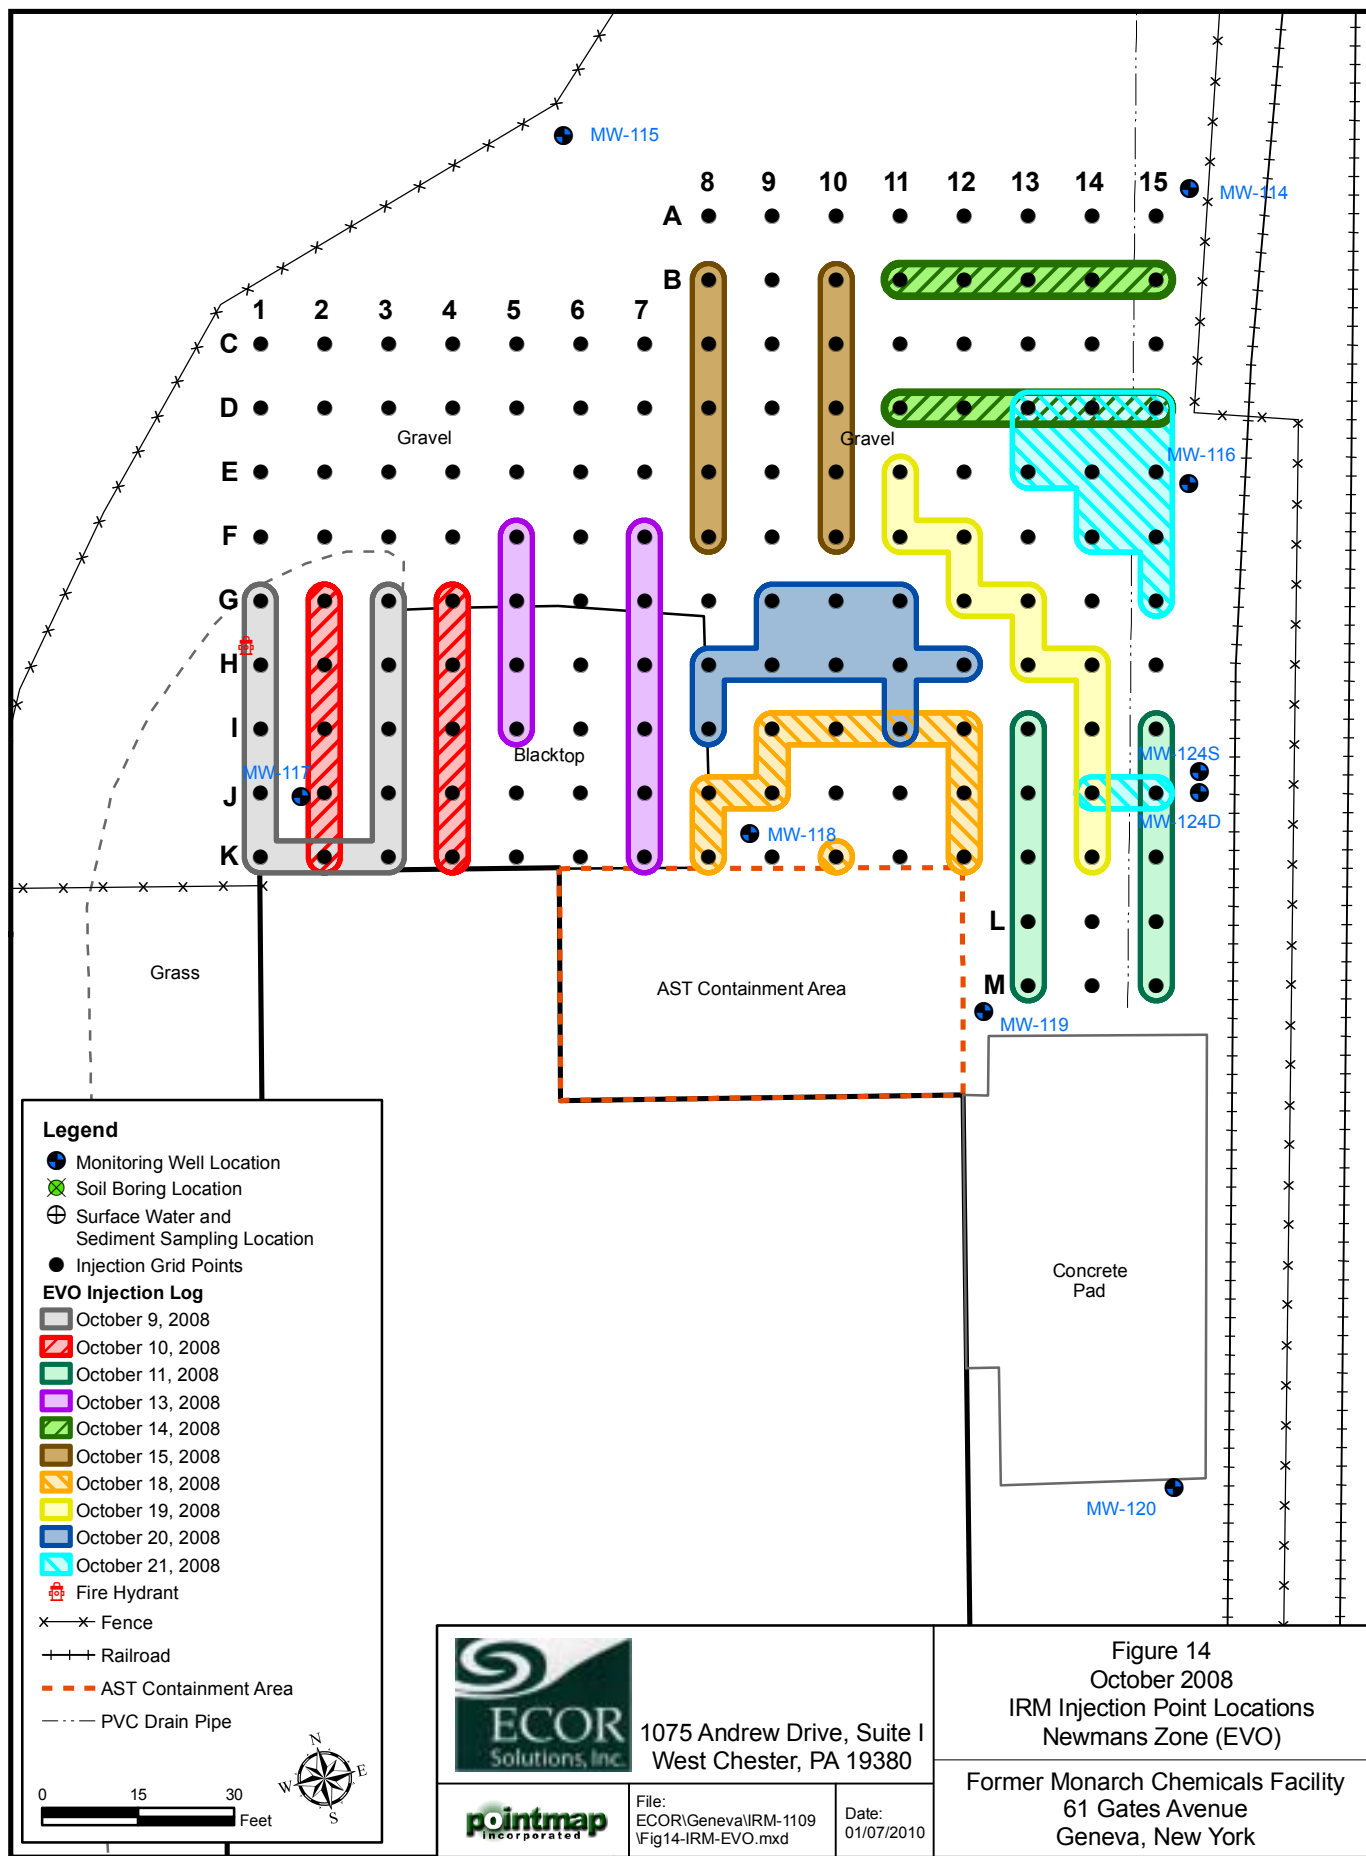 MW-115
8 9 10 11 12 13 14 15
MW-114
A
B
1 2 3 4 5 6 7
C
D
Gravel
Gravel
MW-116
E
F
G
H
I
Blacktop
MW-124S
MW-117
J
MW-124D
MW-118
K
L
Grass
AST Containment Area
M
MW-119
Concrete
Pad
MW-120
Legend
Monitoring Well Location
Soil Boring Location
Surface Water and
Sediment Sampling Location
Injection Grid Points
EVO Injection Log
October 9, 2008
October 10, 2008
October 11, 2008
October 13, 2008
October 14, 2008
October 15, 2008
October 18, 2008
October 19, 2008
October 20, 2008
October 21, 2008
Fire Hydrant
Fence
Railroad
AST Containment Area
PVC Drain Pipe
N
W E
S
0 15 30
Feet
ECOR
Solutions, Inc.
1075 Andrew Drive, Suite I
West Chester, PA 19380
pointmap
incorporated
File:
ECOR\Geneva\IRM-1109
\Fig14-IRM-EVO.mxd
Date:
01/07/2010
Figure 14
October 2008
IRM Injection Point Locations
Newmans Zone (EVO)
Former Monarch Chemicals Facility
61 Gates Avenue
Geneva, New York